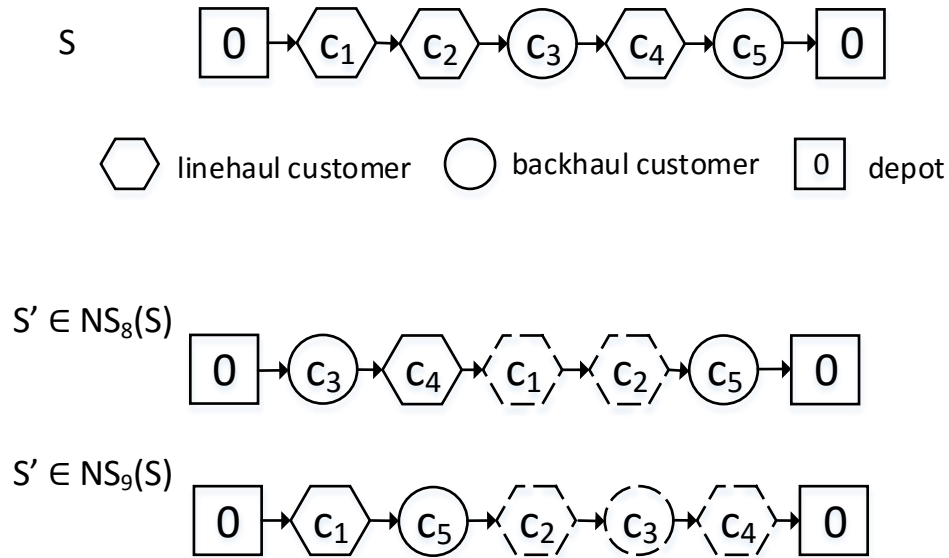 S 0 c₁ c₂ c₃ c₄ c₅ 0
linehaul customer backhaul customer 0 depot
S' ∈ NS₈(S)
0 c₃ c₄ c₁ c₂ c₅ 0
S' ∈ NS₉(S)
0 c₁ c₅ c₂ c₃ c₄ 0